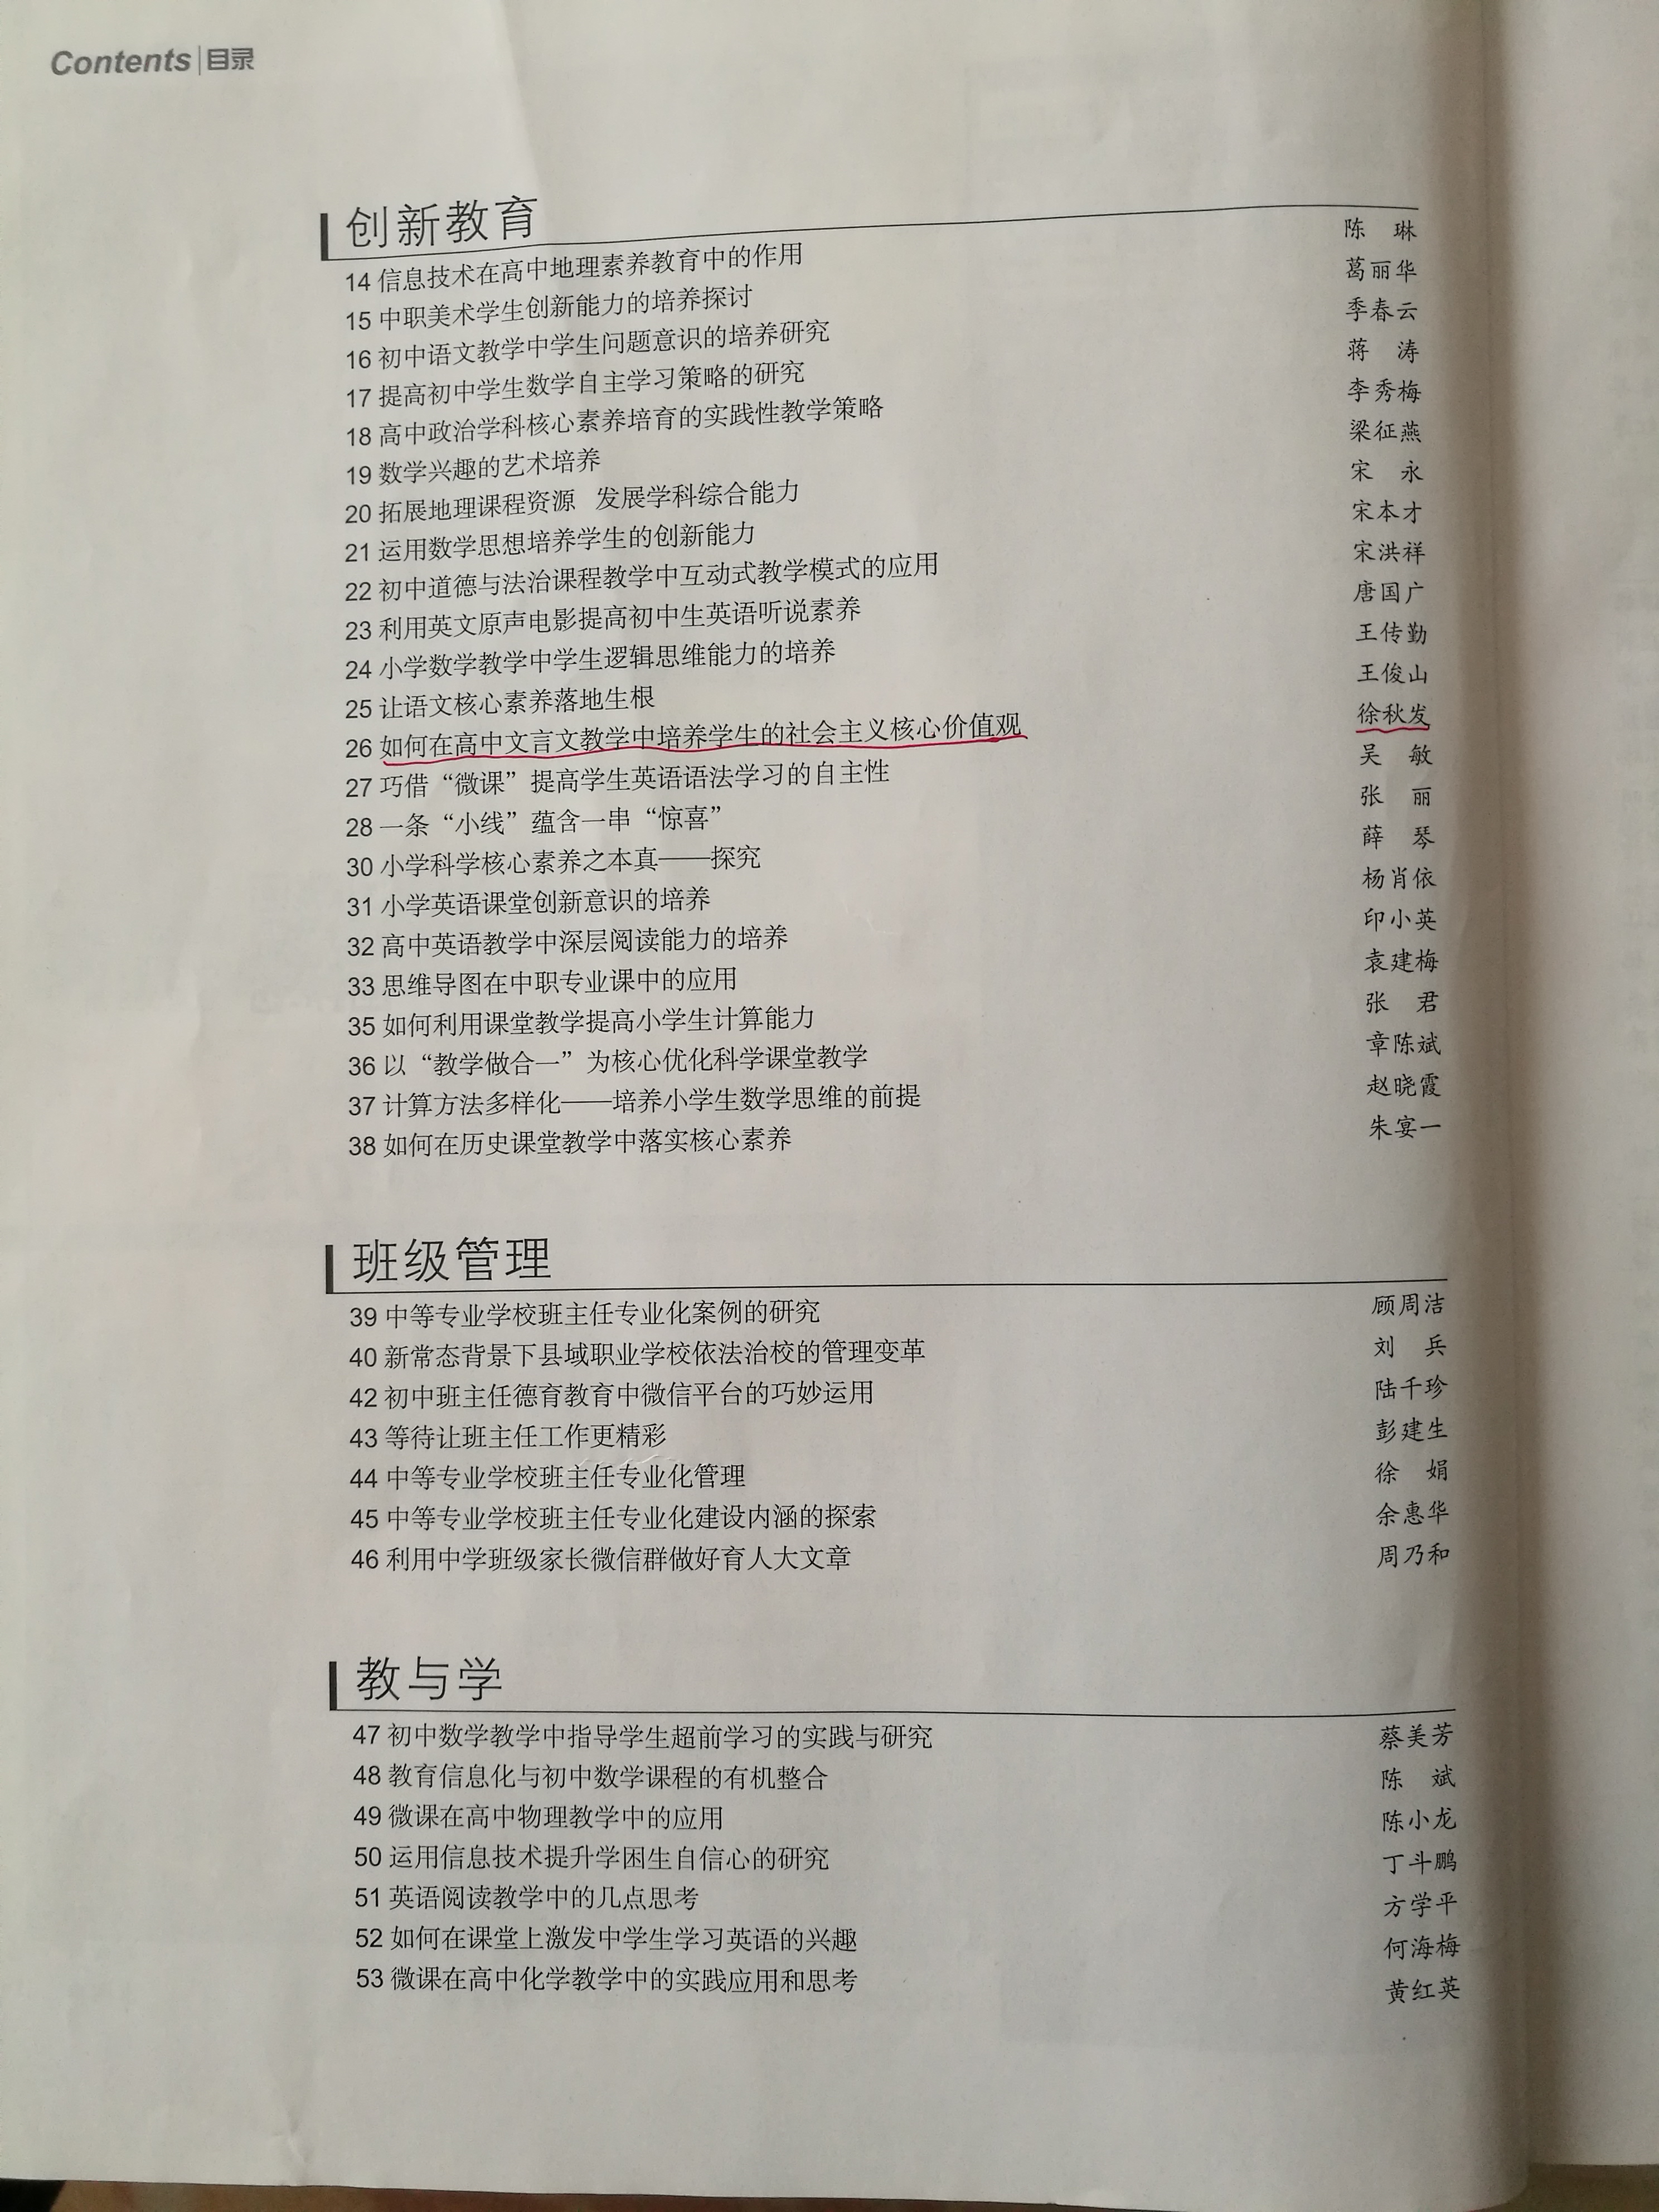 Contents|目录
创新教育
14 信息技术在高中地理素养教育中的作用 陈 琳
15 中职美术学生创新能力的培养探讨 葛丽华
16 初中语文教学中学生问题意识的培养研究 季春云
17 提高初中学生数学自主学习策略的研究 蒋 涛
18 高中政治学科核心素养培育的实践性教学策略 李秀梅
19 数学兴趣的艺术培养 梁征燕
20 拓展地理课程资源 发展学科综合能力 宋 永
21 运用数学思想培养学生的创新能力 宋本才
22 初中道德与法治课程教学中互动式教学模式的应用 宋洪祥
23 利用英文原声电影提高初中生英语听说素养 唐国广
24 小学数学教学中学生逻辑思维能力的培养 王传勤
25 让语文核心素养落地生根 王俊山
26 如何在高中文言文教学中培养学生的社会主义核心价值观 徐秋发
27 巧借“微课”提高学生英语语法学习的自主性 吴 敏
28 一条“小线”蕴含一串“惊喜” 张 丽
30 小学科学核心素养之本真——探究 薛 琴
31 小学英语课堂创新意识的培养 杨肖依
32 高中英语教学中深层阅读能力的培养 印小英
33 思维导图在中职专业课中的应用 袁建梅
35 如何利用课堂教学提高小学生计算能力 张 君
36 以“教学做合一”为核心优化科学课堂教学 章陈斌
37 计算方法多样化——培养小学生数学思维的前提 赵晓霞
38 如何在历史课堂教学中落实核心素养 朱宴一
班级管理
39 中等专业学校班主任专业化案例的研究 顾周洁
40 新常态背景下县域职业学校依法治校的管理变革 刘 兵
42 初中班主任德育教育中微信平台的巧妙运用 陆千珍
43 等待让班主任工作更精彩 彭建生
44 中等专业学校班主任专业化管理 徐 娟
45 中等专业学校班主任专业化建设内涵的探索 余惠华
46 利用中学班级家长微信群做好育人大文章 周乃和
教与学
47 初中数学教学中指导学生超前学习的实践与研究 蔡美芳
48 教育信息化与初中数学课程的有机整合 陈 斌
49 微课在高中物理教学中的应用 陈小龙
50 运用信息技术提升学困生自信心的研究 丁斗鹏
51 英语阅读教学中的几点思考 方学平
52 如何在课堂上激发中学生学习英语的兴趣 何海梅
53 微课在高中化学教学中的实践应用和思考 黄红英